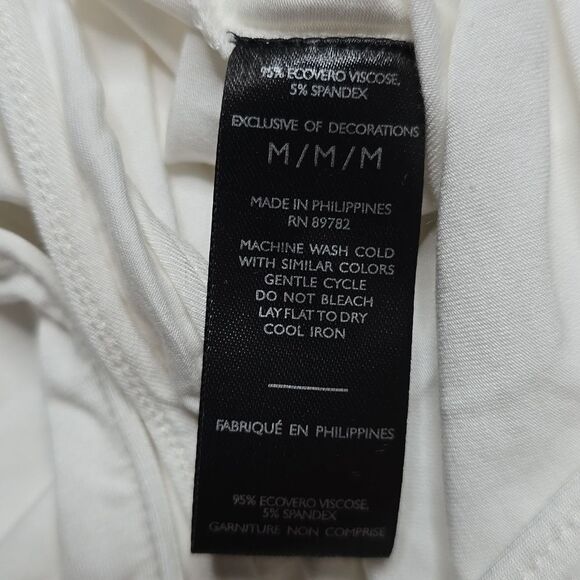 95% ECOVERO VISCOSE,
5% SPANDEX
EXCLUSIVE OF DECORATIONS
M/M/M
MADE IN PHILIPPINES
RN 89782
MACHINE WASH COLD
WITH SIMILAR COLORS
GENTLE CYCLE
DO NOT BLEACH
LAY FLAT TO DRY
COOL IRON
FABRIQUÉ EN PHILIPPINES
95% ECOVERO VISCOSE,
5% SPANDEX
GARNITURE NON COMPRISE